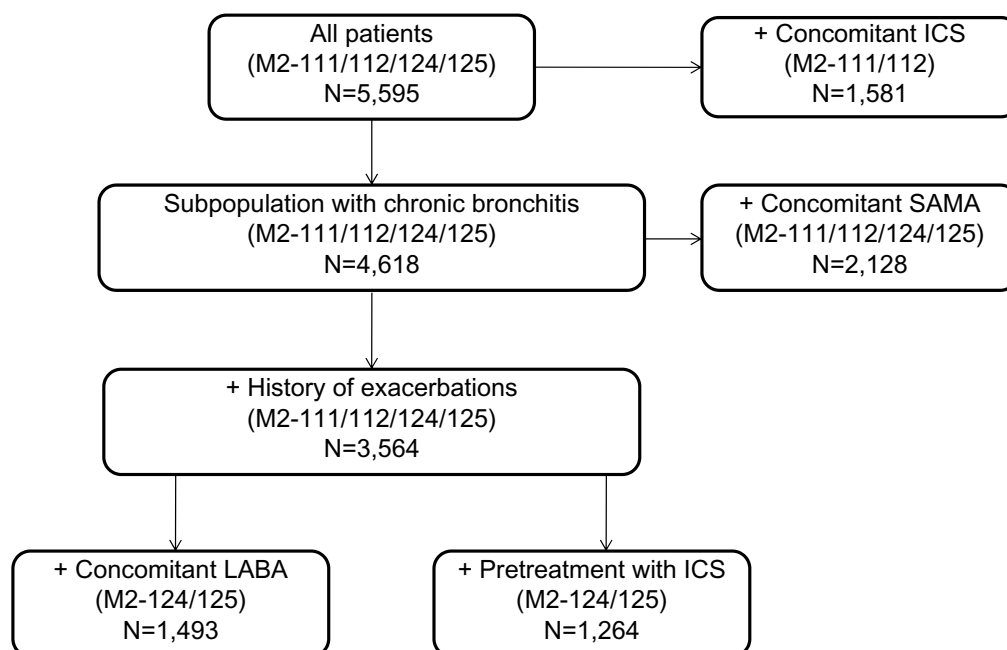 All patients
(M2-111/112/124/125)
N=5,595
+ Concomitant ICS
(M2-111/112)
N=1,581
Subpopulation with chronic bronchitis
(M2-111/112/124/125)
N=4,618
+ Concomitant SAMA
(M2-111/112/124/125)
N=2,128
+ History of exacerbations
(M2-111/112/124/125)
N=3,564
+ Concomitant LABA
(M2-124/125)
N=1,493
+ Pretreatment with ICS
(M2-124/125)
N=1,264